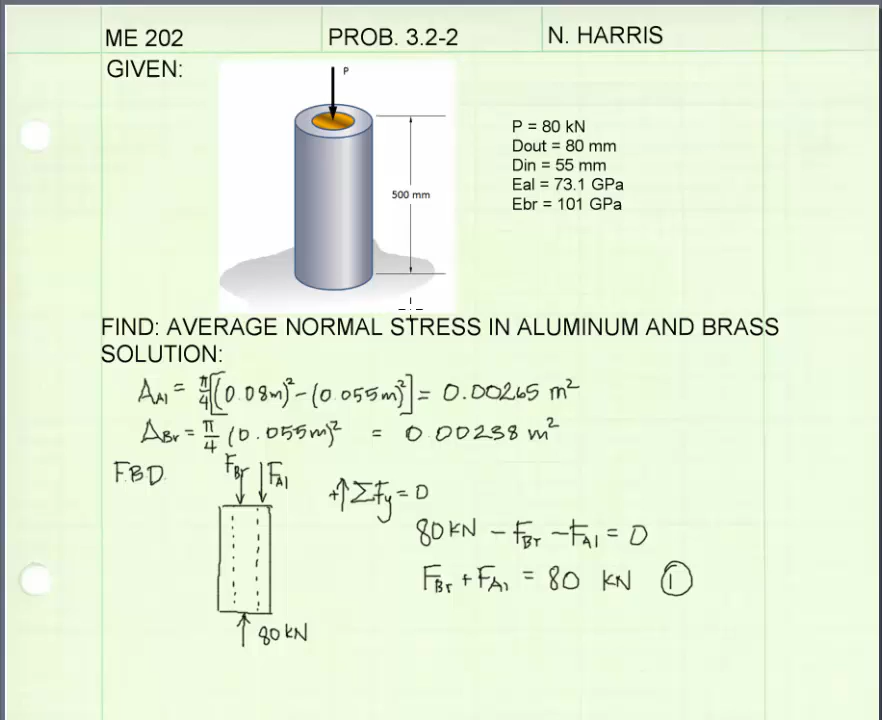 ME 202 PROB. 3.2-2 N. HARRIS
GIVEN:
P
500 mm
P = 80 kN
Dout = 80 mm
Din = 55 mm
Eal = 73.1 GPa
Ebr = 101 GPa
FIND: AVERAGE NORMAL STRESS IN ALUMINUM AND BRASS
SOLUTION:
A_Al = π/4[(0.08m)² - (0.055m)²] = 0.00265 m²
A_Br = π/4 (0.055m)² = 0.00238 m²
F.B.D. F_Br F_Al
+↑ ΣFy = 0
80 kN - F_Br - F_Al = 0
F_Br + F_Al = 80 KN ①
80 kN